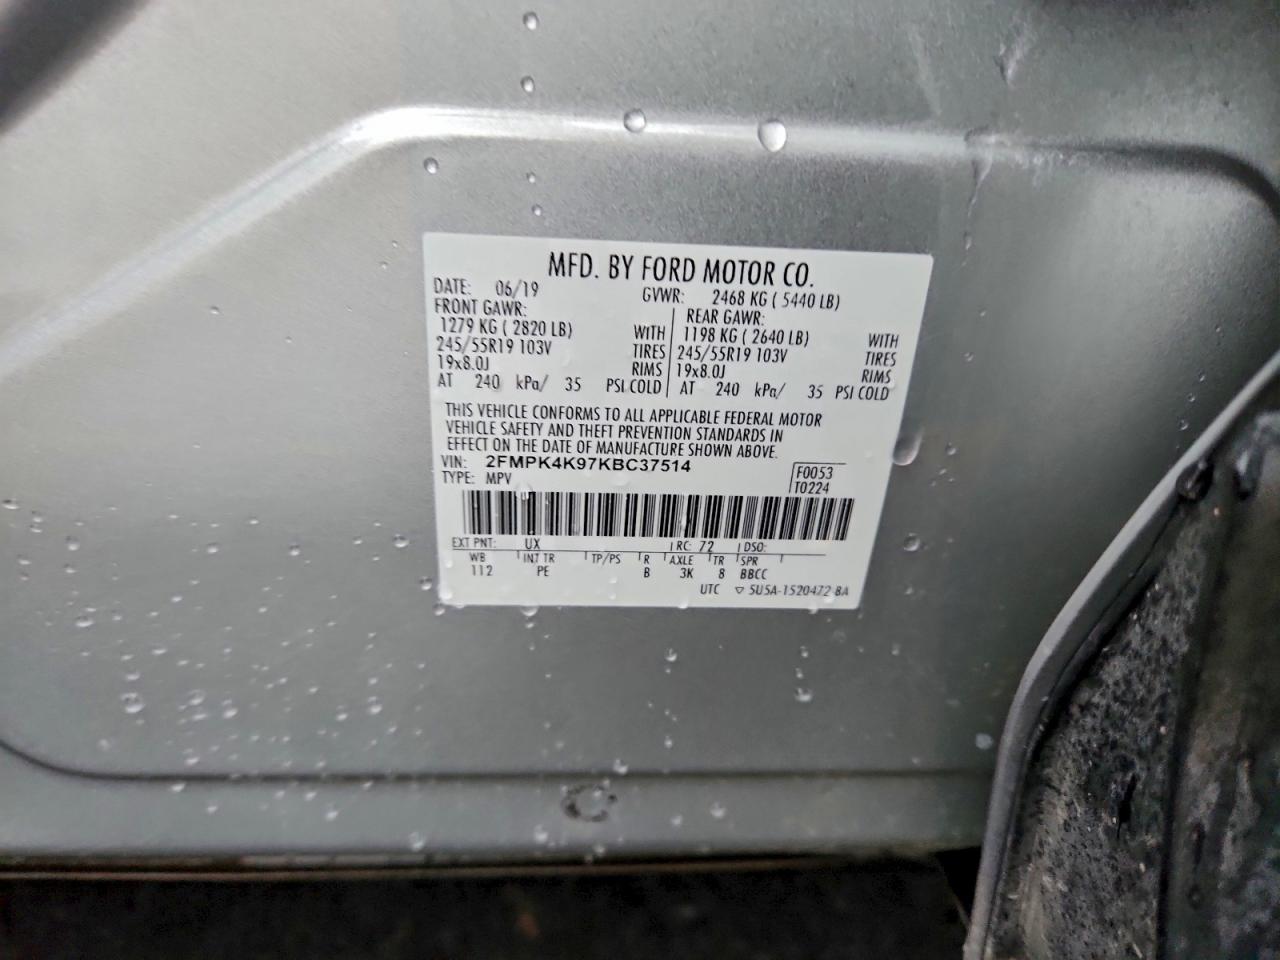 MFD. BY FORD MOTOR CO.
DATE: 06/19 GVWR: 2468 KG ( 5440 LB)
FRONT GAWR: REAR GAWR:
1279 KG ( 2820 LB) WITH 1198 KG ( 2640 LB) WITH
245/55R19 103V TIRES 245/55R19 103V TIRES
19x8.0J RIMS 19x8.0J RIMS
AT 240 kPa/ 35 PSI COLD AT 240 kPa/ 35 PSI COLD
THIS VEHICLE CONFORMS TO ALL APPLICABLE FEDERAL MOTOR
VEHICLE SAFETY AND THEFT PREVENTION STANDARDS IN
EFFECT ON THE DATE OF MANUFACTURE SHOWN ABOVE.
VIN: 2FMPK4K97KBC37514 F0053
TYPE: MPV T0224
EXT PNT: UX RC: 72 DSO:
WB INT TR TP/PS R AXLE TR SPR
112 PE B 3K 8 BBCC
UTC ▽ 5U5A-1520472-BA